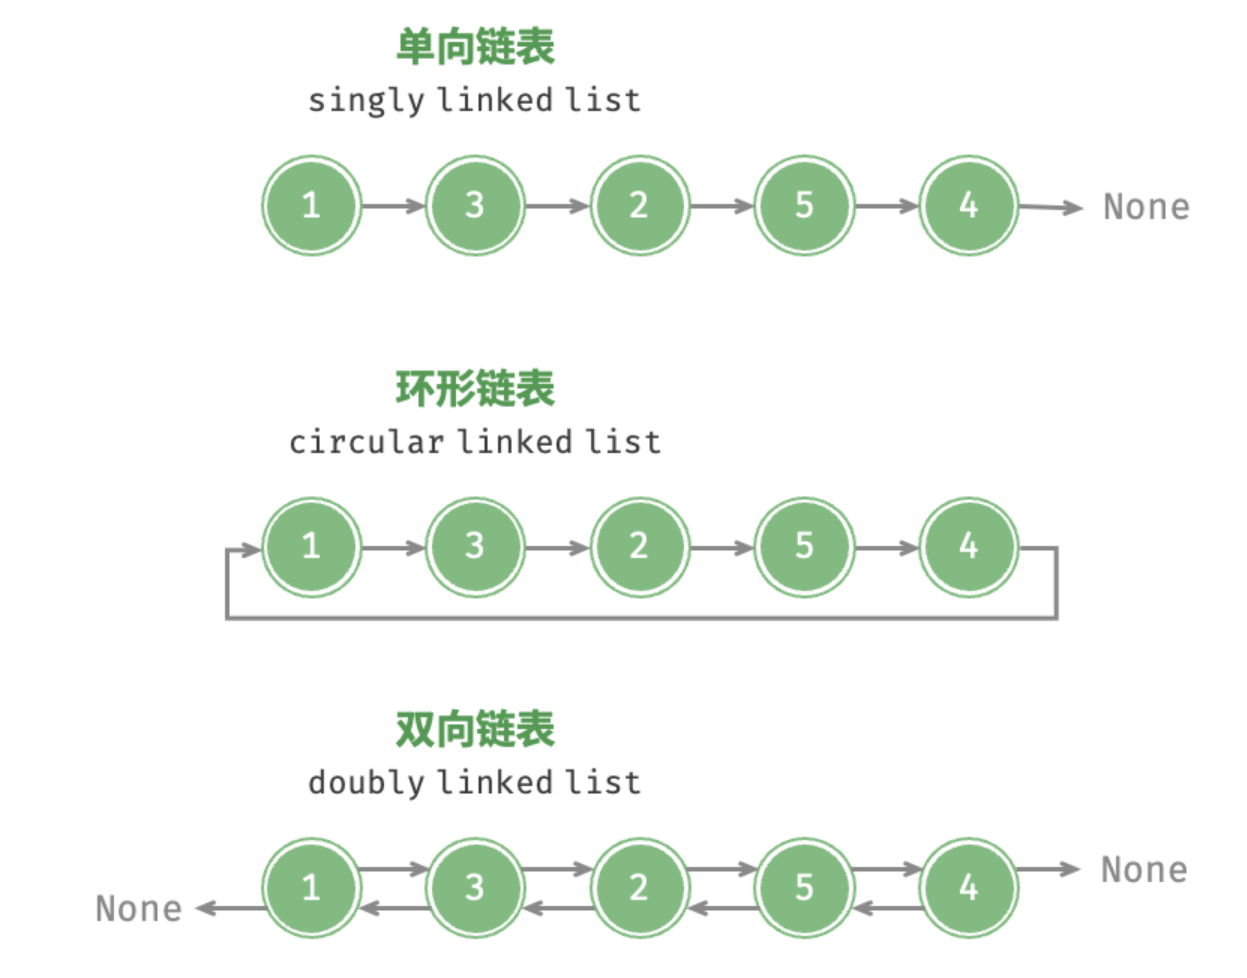 单向链表
singly linked list
1 3 2 5 4 None
环形链表
circular linked list
1 3 2 5 4
双向链表
doubly linked list
None 1 3 2 5 4 None